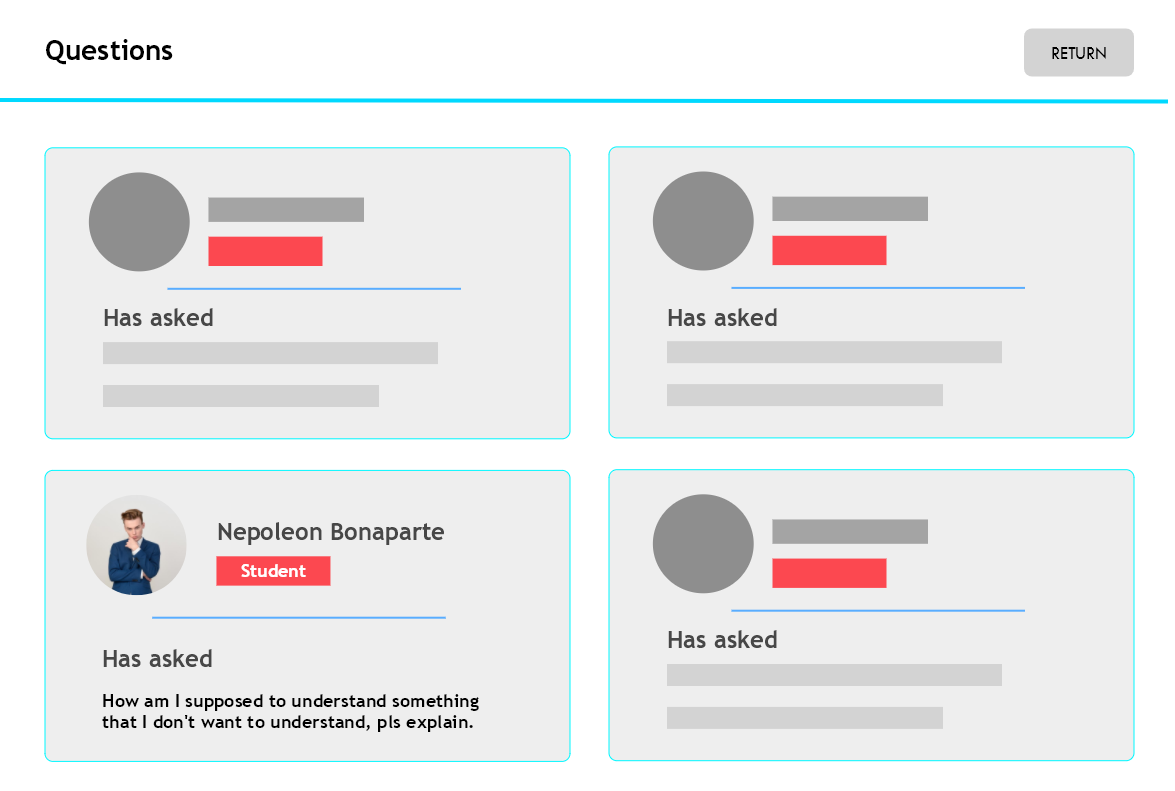 Questions
RETURN
Has asked
Has asked
Nepoleon Bonaparte
Student
Has asked
How am I supposed to understand something
that I don't want to understand, pls explain.
Has asked